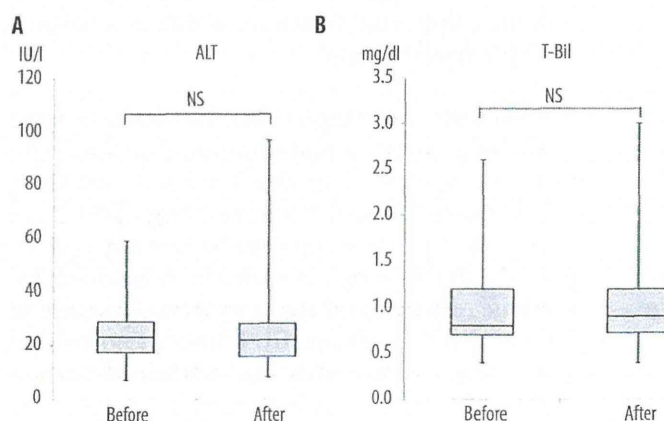 A
IU/l
ALT
120
100
80
60
40
20
0
NS
Before
After
B
mg/dl
T-Bil
3.5
3.0
2.5
2.0
1.5
1.0
0.5
0.0
NS
Before
After